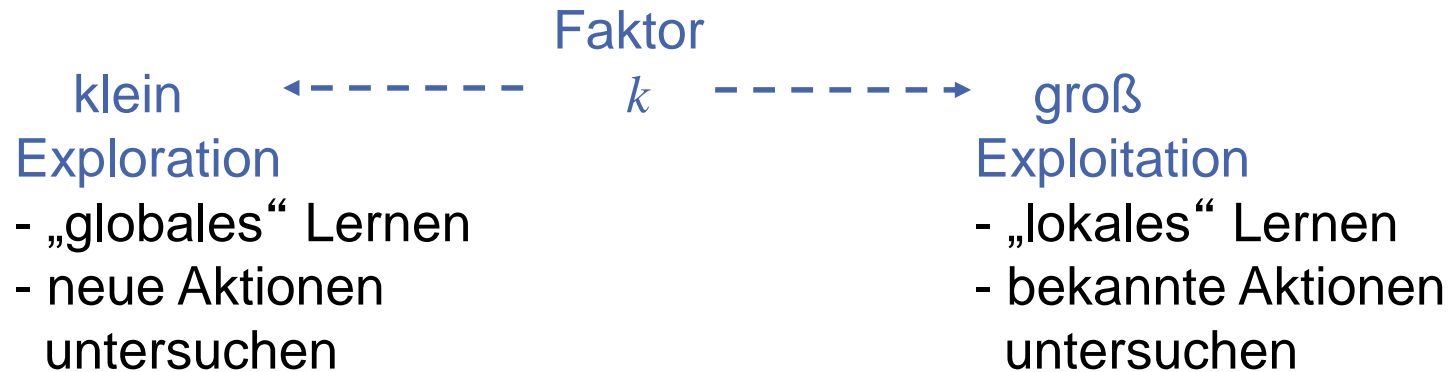 Faktor
klein k groß
Exploration Exploitation
- „globales“ Lernen - „lokales“ Lernen
- neue Aktionen - bekannte Aktionen
untersuchen untersuchen